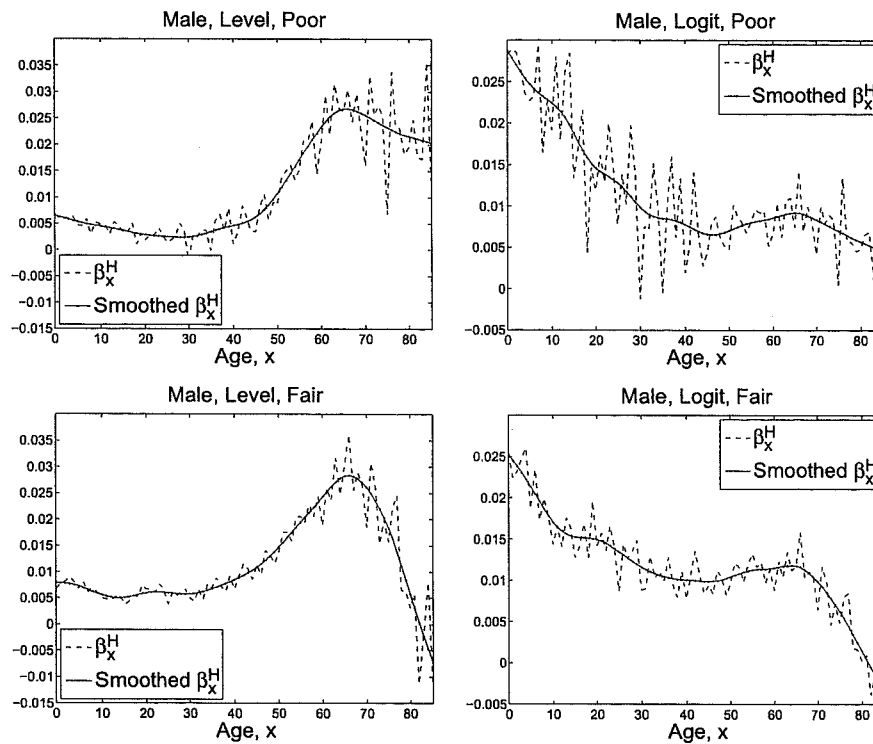 Male, Level, Poor
0.035
0.03
0.025
0.02
0.015
0.01
0.005
0
−0.005
−0.01
−0.015
0 10 20 30 40 50 60 70 80
Age, x
β_x^H
Smoothed β_x^H
Male, Logit, Poor
0.025
0.02
0.015
0.01
0.005
0
−0.005
0 10 20 30 40 50 60 70 80
Age, x
β_x^H
Smoothed β_x^H
Male, Level, Fair
0.035
0.03
0.025
0.02
0.015
0.01
0.005
0
−0.005
−0.01
−0.015
0 10 20 30 40 50 60 70 80
Age, x
β_x^H
Smoothed β_x^H
Male, Logit, Fair
0.025
0.02
0.015
0.01
0.005
0
−0.005
0 10 20 30 40 50 60 70 80
Age, x
β_x^H
Smoothed β_x^H